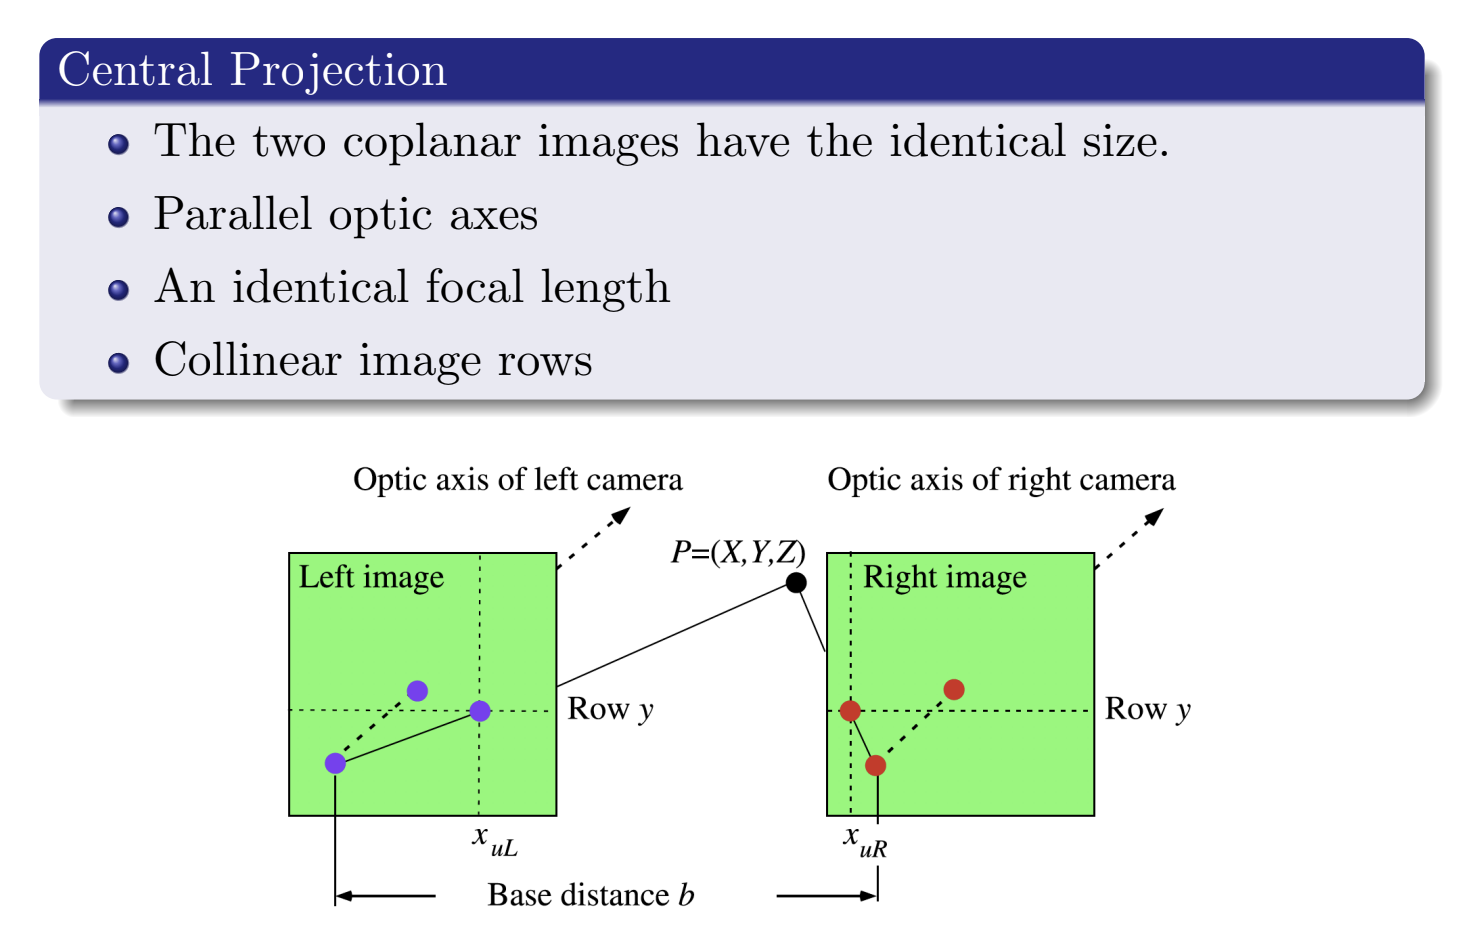 Central Projection
The two coplanar images have the identical size.
Parallel optic axes
An identical focal length
Collinear image rows
Optic axis of left camera
Optic axis of right camera
P=(X,Y,Z)
Left image
Right image
Row y
Row y
x_uL
x_uR
Base distance b